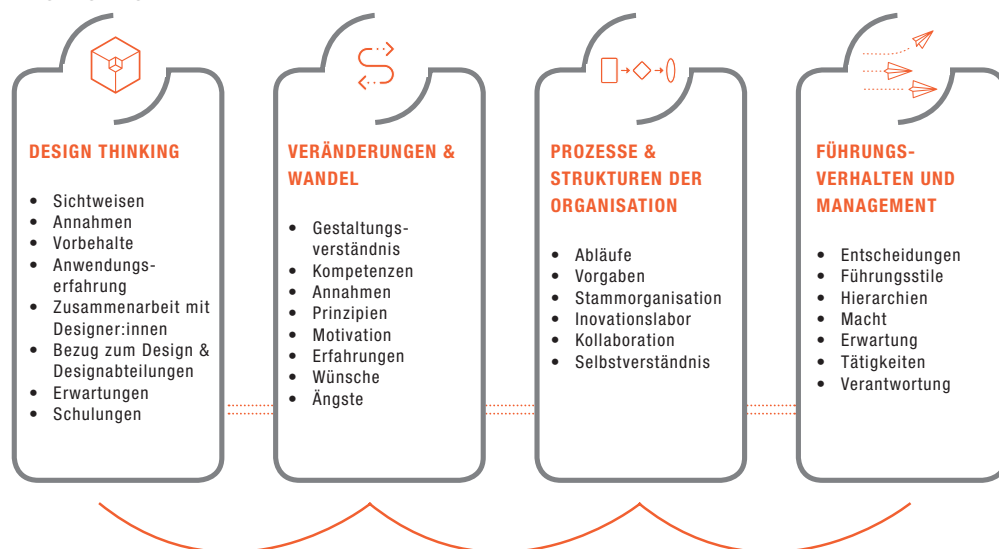 DESIGN THINKING
• Sichtweisen
• Annahmen
• Vorbehalte
• Anwendungs-
erfahrung
• Zusammenarbeit mit
Designer:innen
• Bezug zum Design &
Designabteilungen
• Erwartungen
• Schulungen
VERÄNDERUNGEN &
WANDEL
• Gestaltungs-
verständnis
• Kompetenzen
• Annahmen
• Prinzipien
• Motivation
• Erfahrungen
• Wünsche
• Ängste
PROZESSE &
STRUKTUREN DER
ORGANISATION
• Abläufe
• Vorgaben
• Stammorganisation
• Inovationslabor
• Kollaboration
• Selbstverständnis
FÜHRUNGS-
VERHALTEN UND
MANAGEMENT
• Entscheidungen
• Führungsstile
• Hierarchien
• Macht
• Erwartung
• Tätigkeiten
• Verantwortung